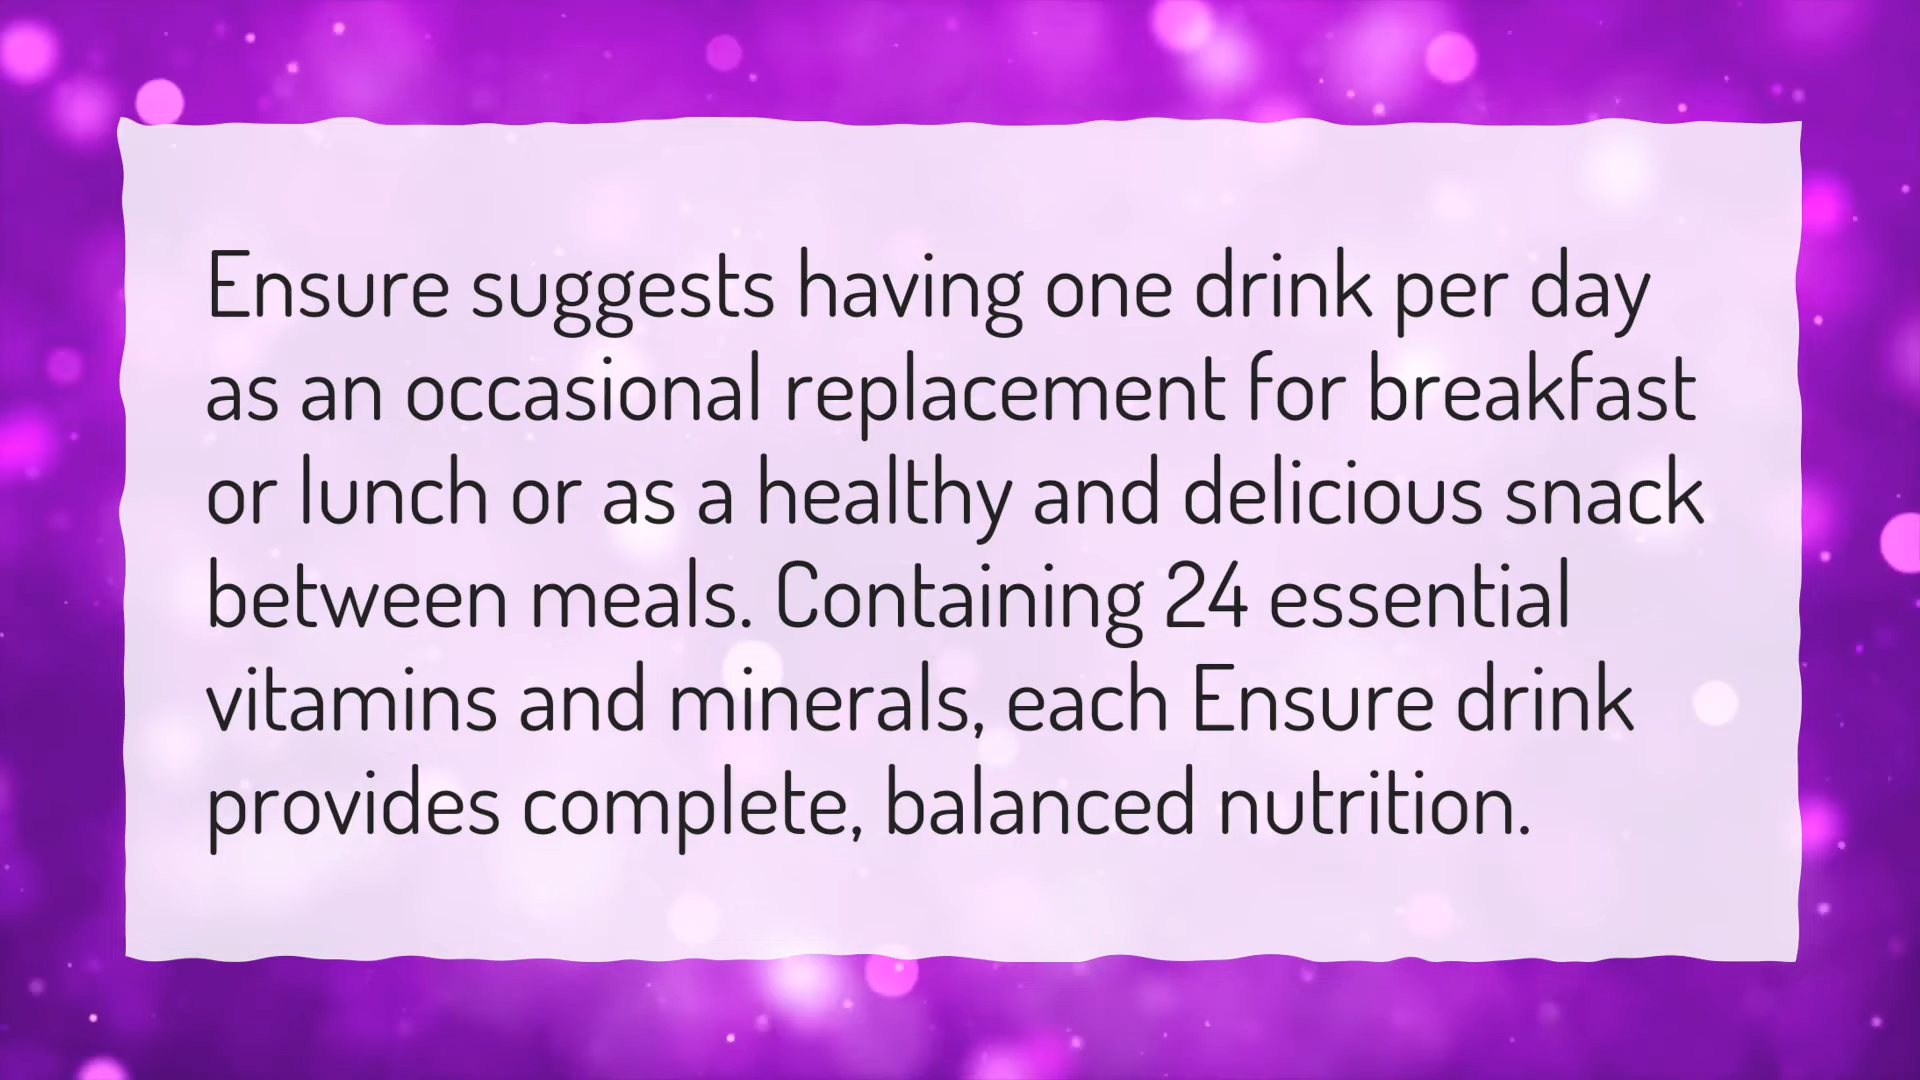 Ensure suggests having one drink per day
as an occasional replacement for breakfast
or lunch or as a healthy and delicious snack
between meals. Containing 24 essential
vitamins and minerals, each Ensure drink
provides complete, balanced nutrition.